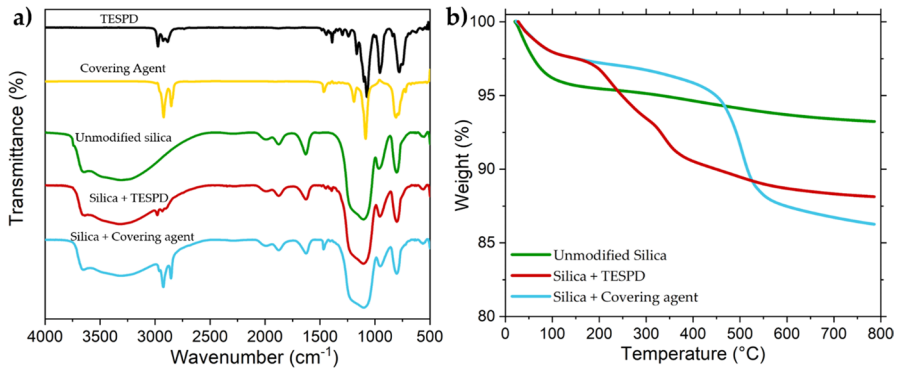 a)
TESPD
Covering Agent
Unmodified silica
Silica + TESPD
Silica + Covering agent
Transmittance (%)
4000 3500 3000 2500 2000 1500 1000 500
Wavenumber (cm-1)
b)
100
95
90
85
80
Weight (%)
Unmodified Silica
Silica + TESPD
Silica + Covering agent
0 100 200 300 400 500 600 700 800
Temperature (°C)